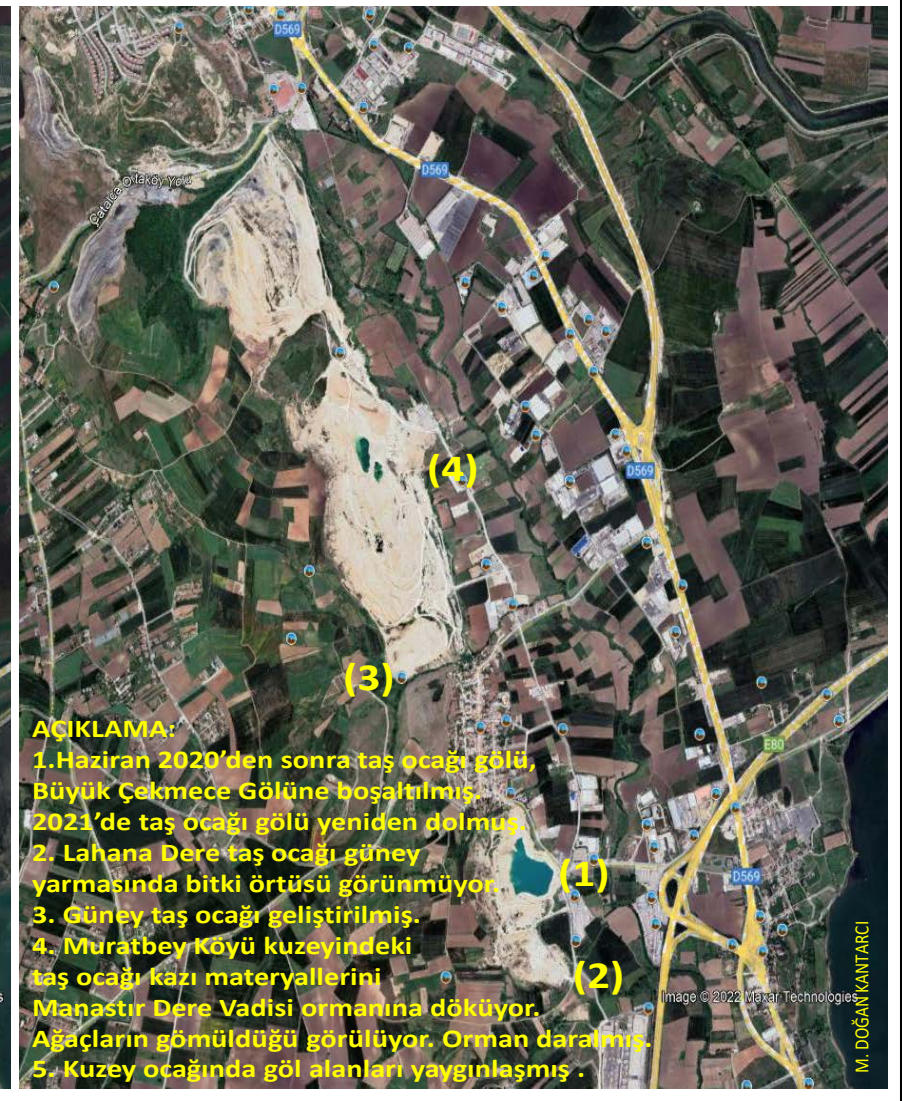 D569
Çatalca Ortaköy Yolu
D569
(4)
D569
(3)
AÇIKLAMA:
1.Haziran 2020’den sonra taş ocağı gölü,
Büyük Çekmece Gölüne boşaltılmış.
2021’de taş ocağı gölü yeniden dolmuş.
2. Lahana Dere taş ocağı güney
yarmasında bitki örtüsü görünmüyor.
3. Güney taş ocağı geliştirilmiş.
4. Muratbey Köyü kuzeyindeki
taş ocağı kazı materyallerini
Manastır Dere Vadisi ormanına döküyor.
Ağaçların gömüldüğü görülüyor. Orman daralmış.
5. Kuzey ocağında göl alanları yaygınlaşmış .
E80
(1)
D569
(2)
Image © 2022 Maxar Technologies
M. DOĞAN KANTARCI